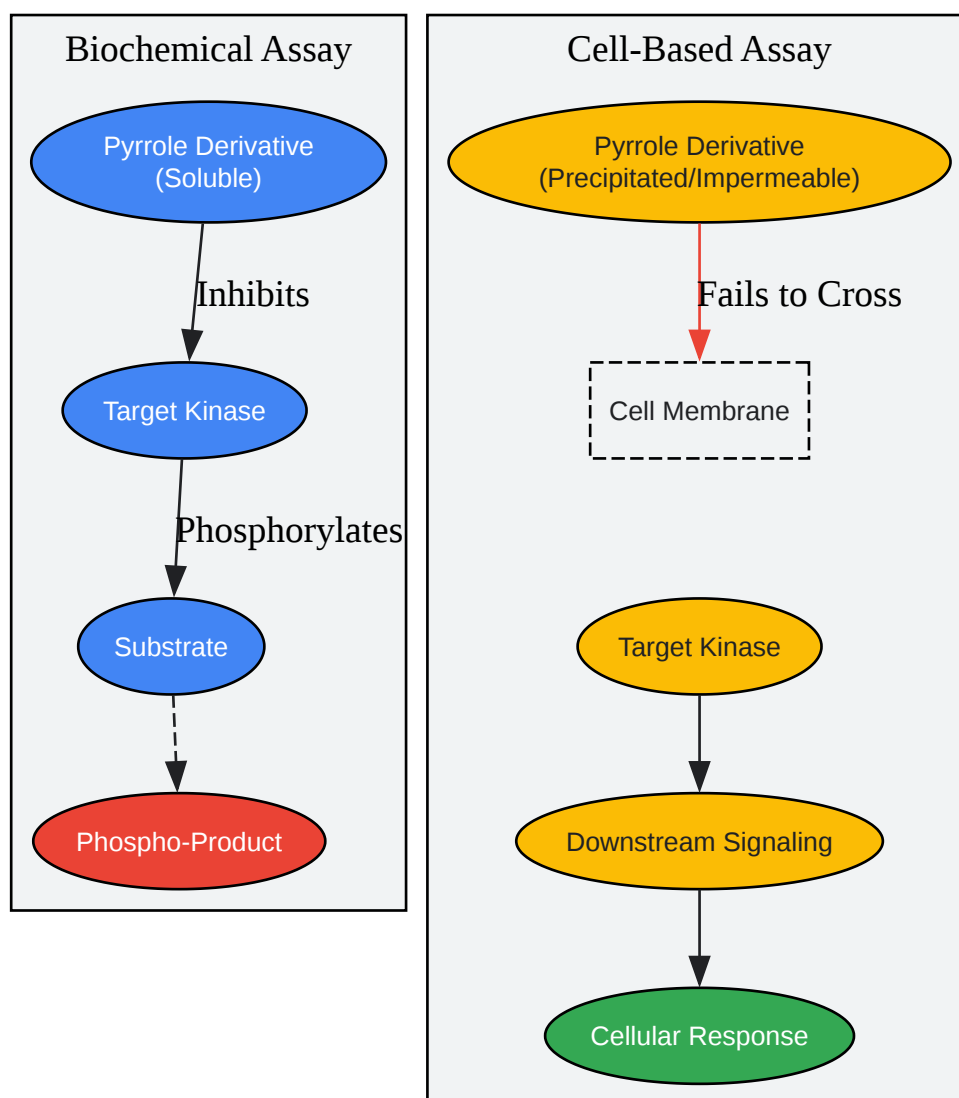 Biochemical Assay
Pyrrole Derivative
(Soluble)
Inhibits
Target Kinase
Phosphorylates
Substrate
Phospho-Product
Cell-Based Assay
Pyrrole Derivative
(Precipitated/Impermeable)
Fails to Cross
Cell Membrane
Target Kinase
Downstream Signaling
Cellular Response